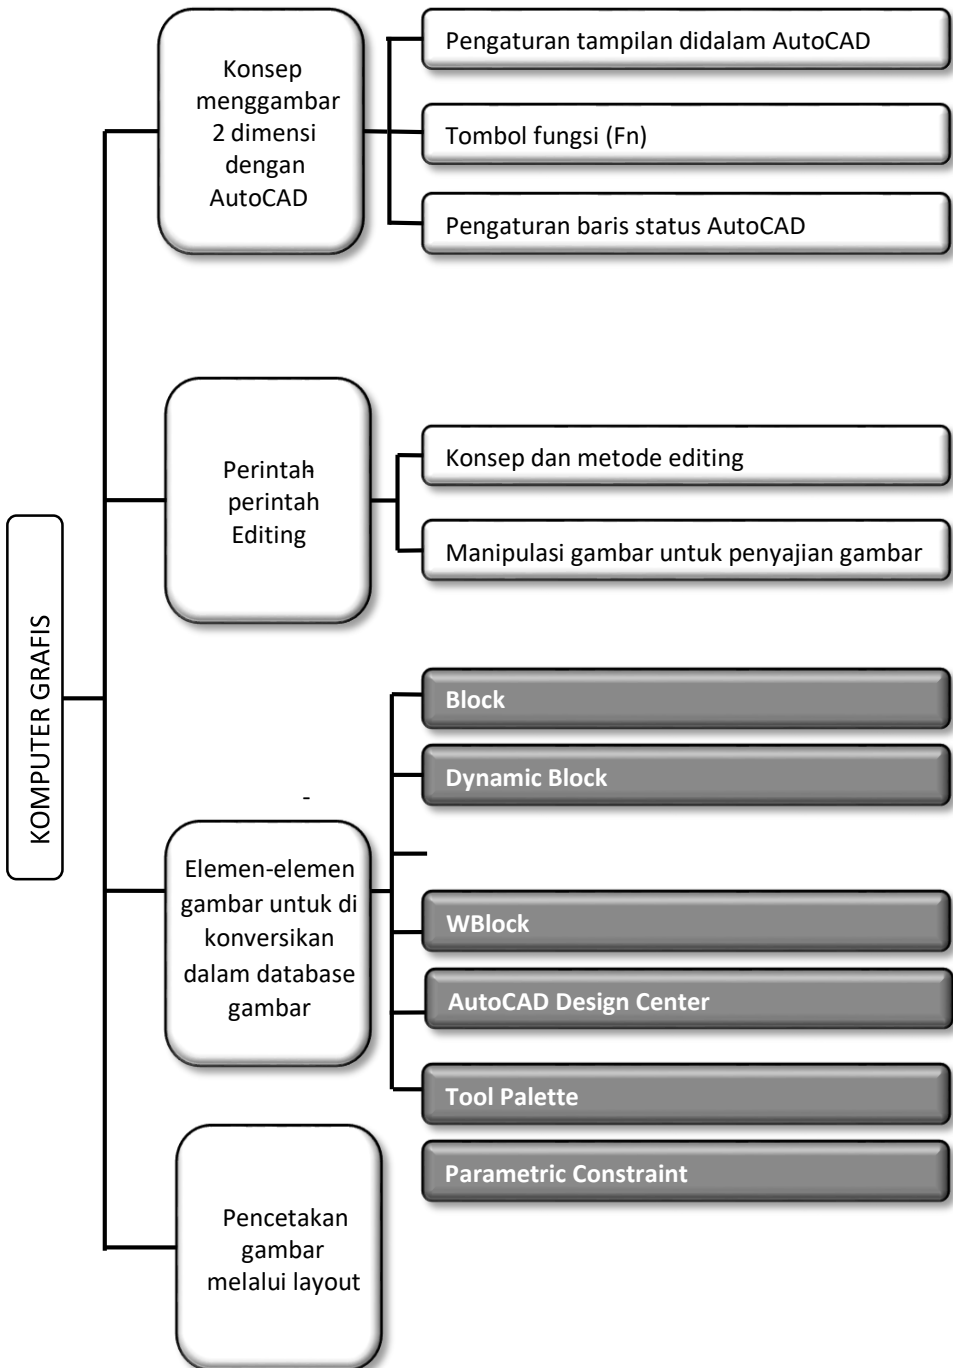 KOMPUTER GRAFIS
Konsep
menggambar
2 dimensi
dengan
AutoCAD
Pengaturan tampilan didalam AutoCAD
Tombol fungsi (Fn)
Pengaturan baris status AutoCAD
Perintah-
perintah
Editing
Konsep dan metode editing
Manipulasi gambar untuk penyajian gambar
-
Elemen-elemen
gambar untuk di
konversikan
dalam database
gambar
Block
Dynamic Block
WBlock
AutoCAD Design Center
Tool Palette
Parametric Constraint
Pencetakan
gambar
melalui layout